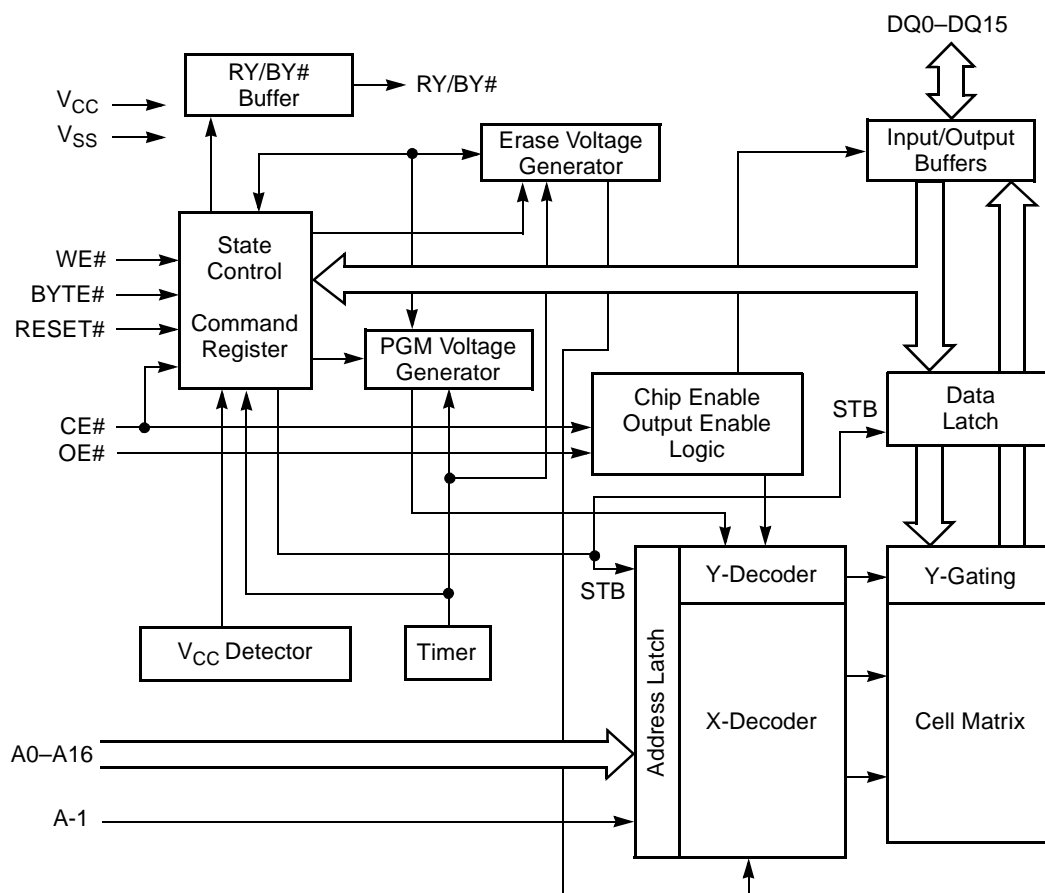 DQ0–DQ15
RY/BY#
Buffer
RY/BY#
VCC
VSS
Erase Voltage
Generator
Input/Output
Buffers
State
Control
Command
Register
WE#
BYTE#
RESET#
PGM Voltage
Generator
Chip Enable
Output Enable
Logic
STB
Data
Latch
CE#
OE#
STB
Y-Decoder
Y-Gating
VCC Detector
Timer
Address Latch
X-Decoder
Cell Matrix
A0–A16
A-1